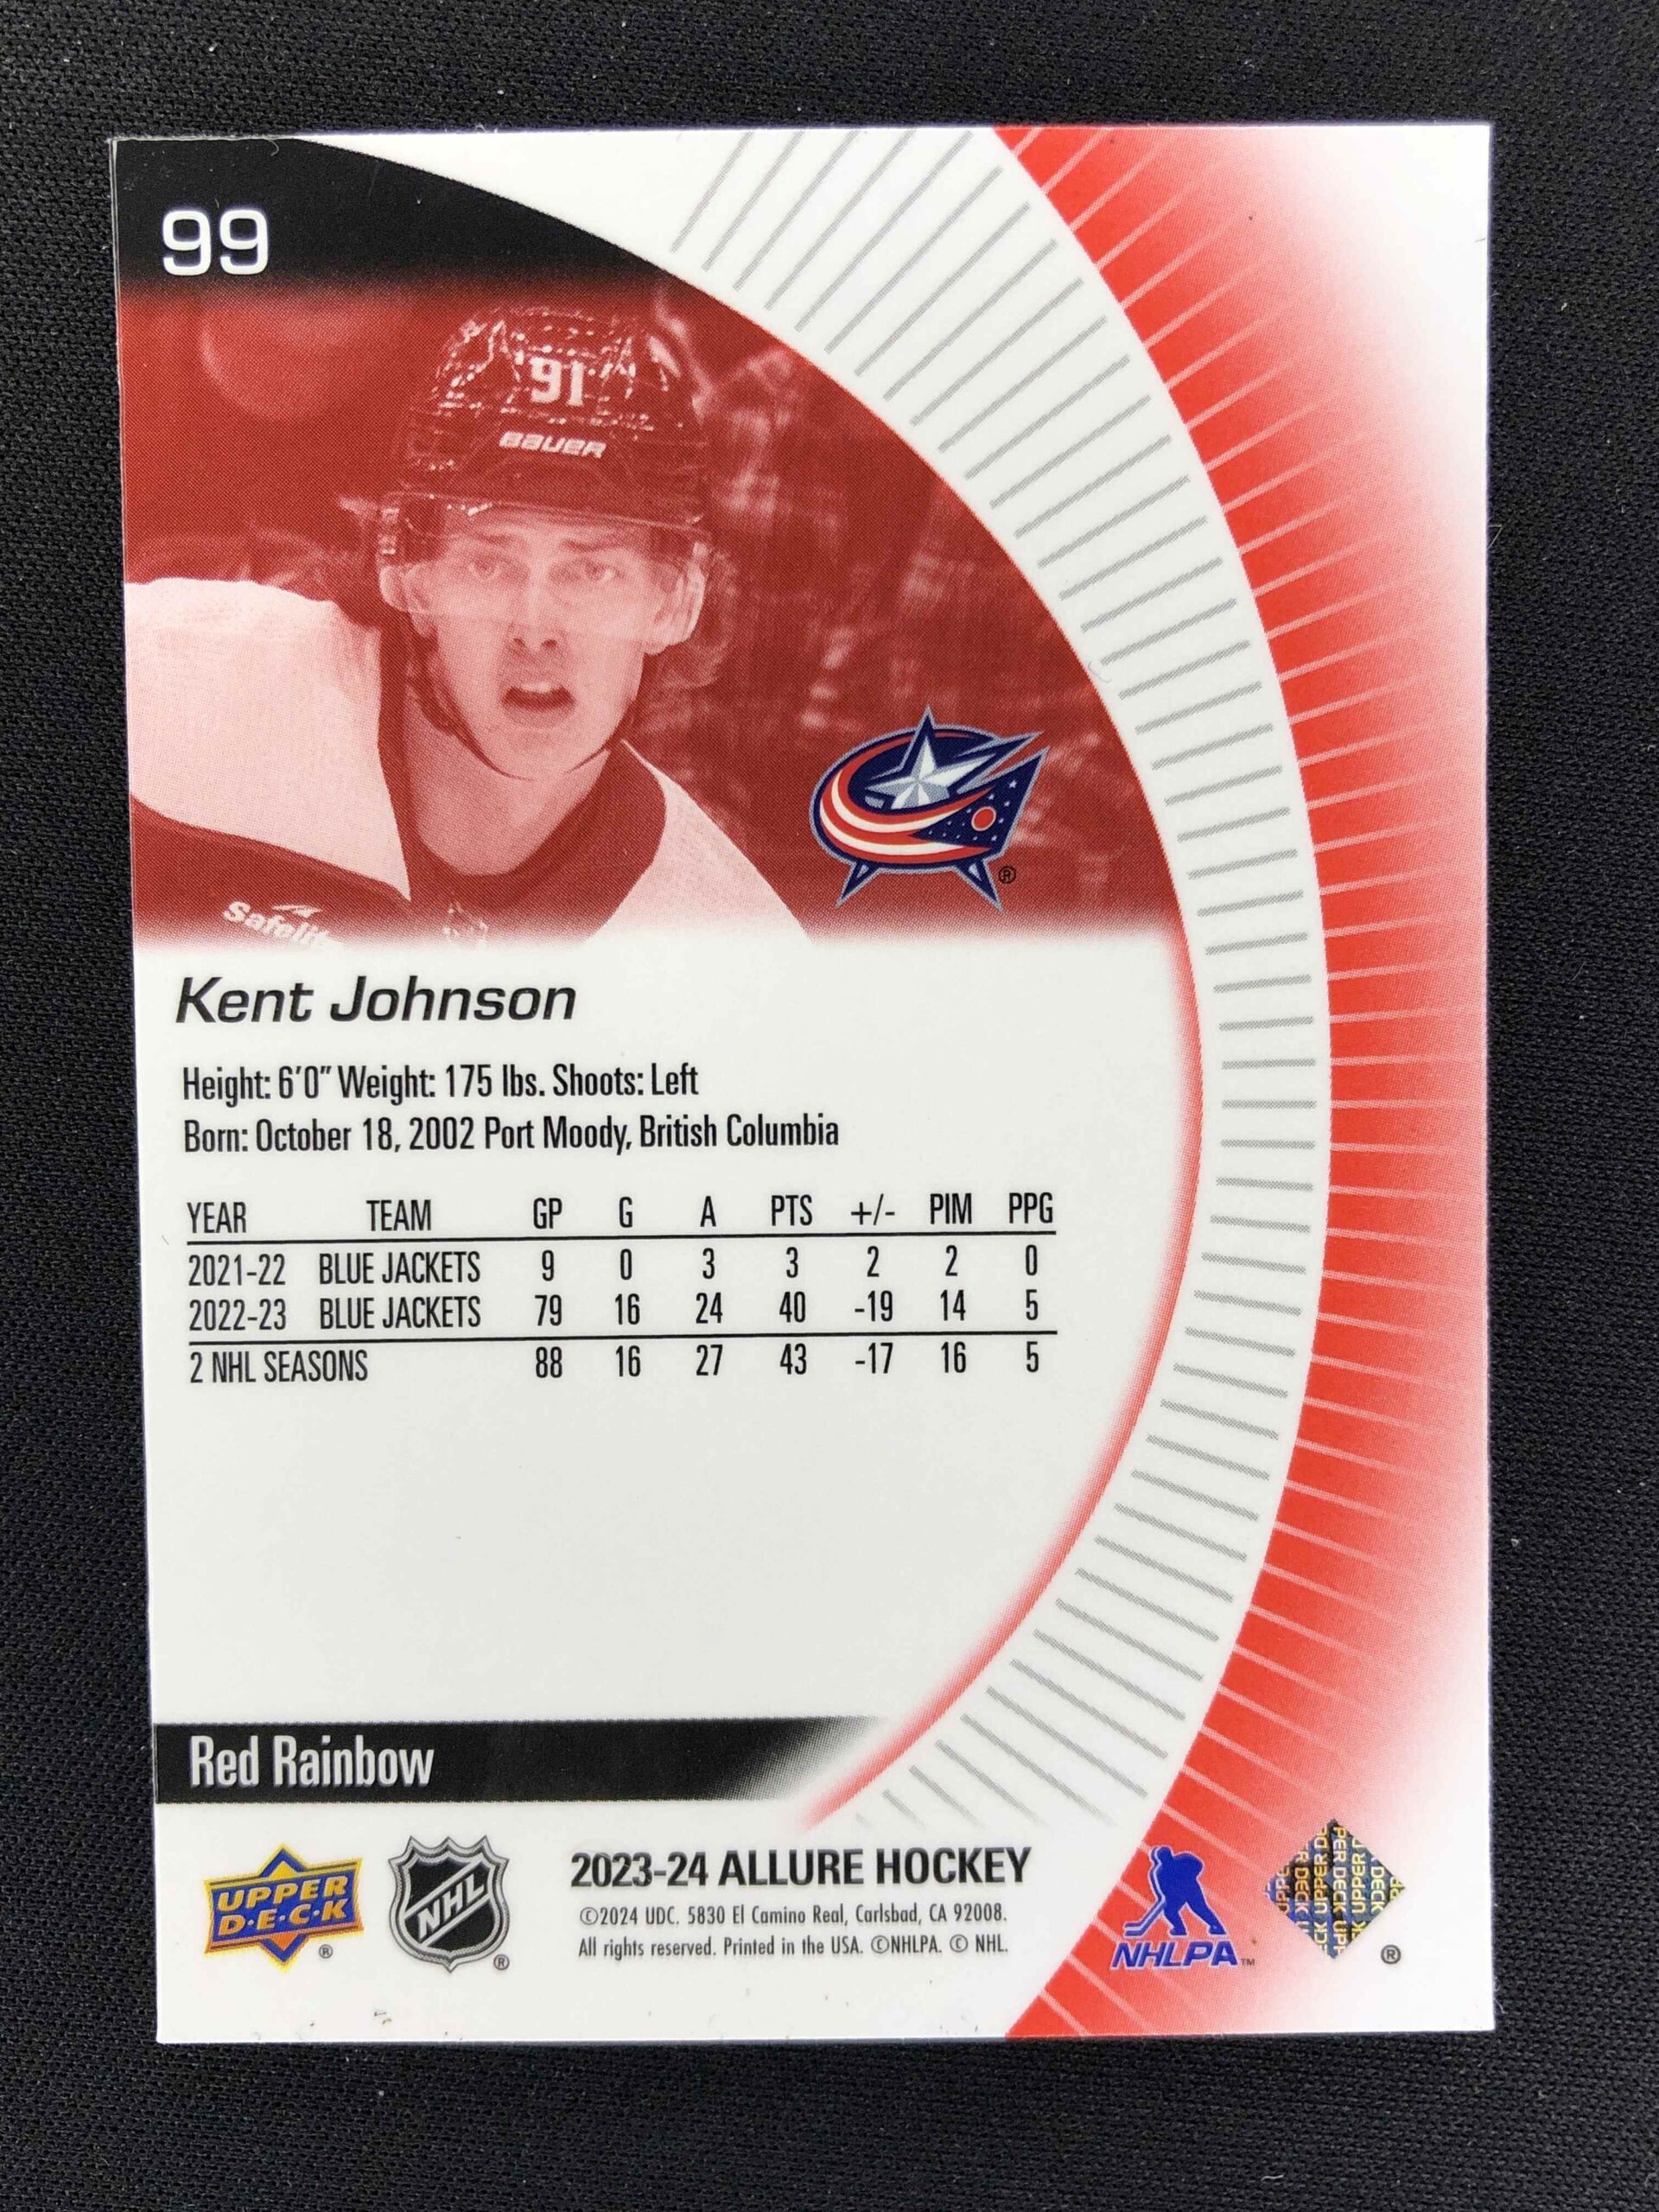 99
91
BAUER
Safelite
®
Kent Johnson
Height: 6'0" Weight: 175 lbs. Shoots: Left
Born: October 18, 2002 Port Moody, British Columbia
YEAR TEAM GP G A PTS +/- PIM PPG
2021-22 BLUE JACKETS 9 0 3 3 2 2 0
2022-23 BLUE JACKETS 79 16 24 40 -19 14 5
2 NHL SEASONS 88 16 27 43 -17 16 5
Red Rainbow
UPPER
D·E·C·K
®
NHL
®
2023-24 ALLURE HOCKEY
©2024 UDC. 5830 El Camino Real, Carlsbad, CA 92008.
All rights reserved. Printed in the USA. ©NHLPA. © NHL.
NHLPA™
UPPER DECK
®